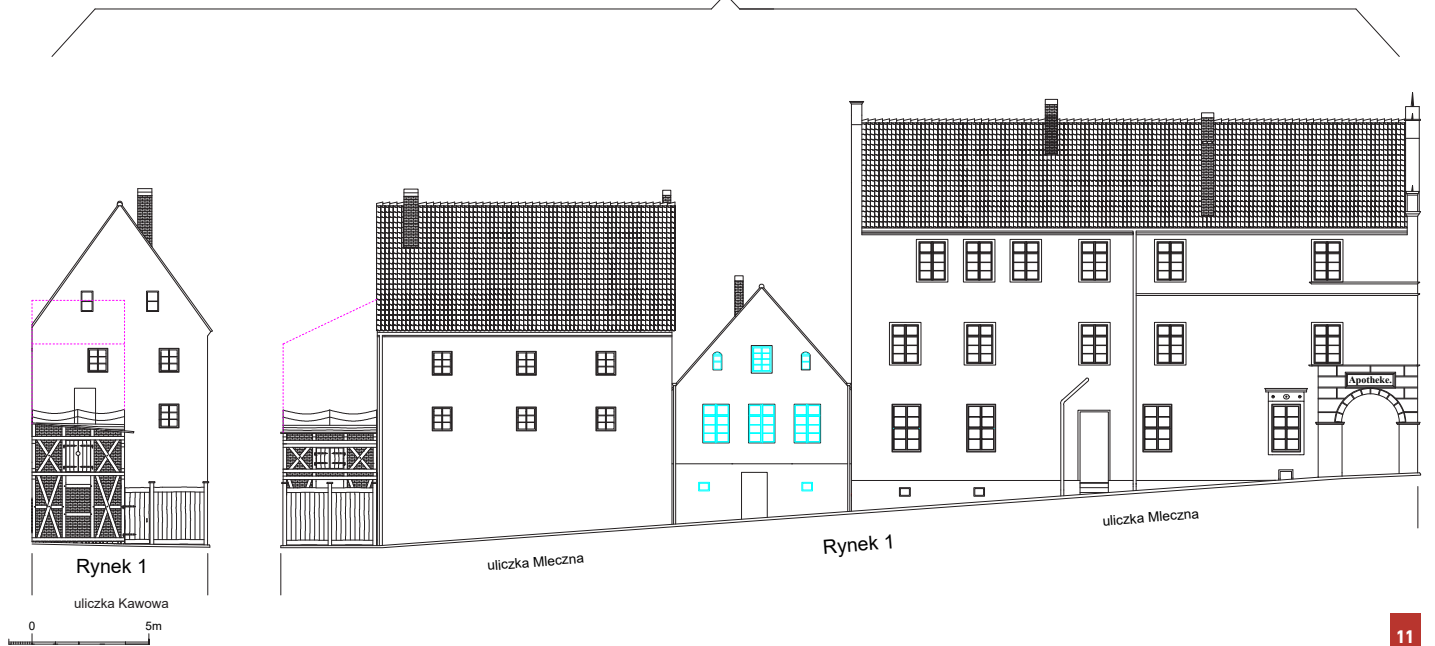 Apotheke.
uliczka Mleczna
Rynek 1
uliczka Mleczna
Rynek 1
uliczka Kawowa
0 5m
11